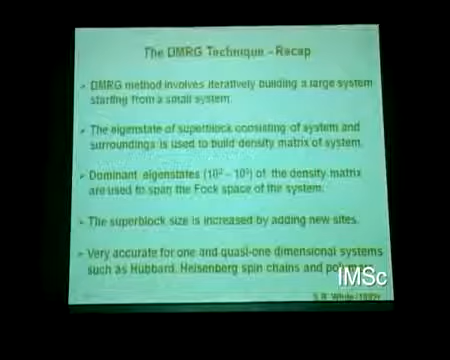 The DMRG Technique - Recap
➢ DMRG method involves iteratively building a large system
starting from a small system.
➢ The eigenstate of superblock consisting of system and
surroundings is used to build density matrix of system.
➢ Dominant eigenstates (10² - 10³) of the density matrix
are used to span the Fock space of the system.
➢ The superblock size is increased by adding new sites.
➢ Very accurate for one and quasi-one dimensional systems
such as Hubbard, Heisenberg spin chains and polymers
IMSc
S.R. White